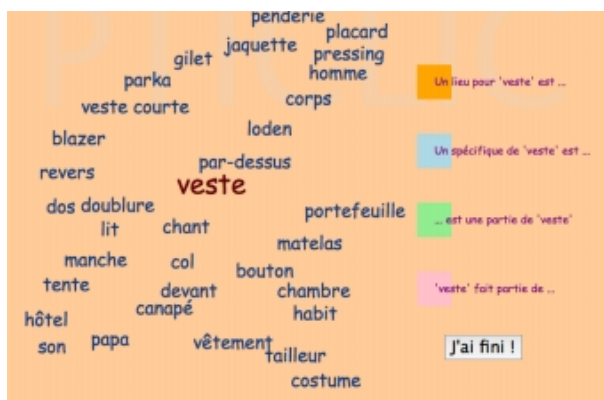 penderie
placard
jaquette
pressing
gilet
homme
parka
corps
veste courte
loden
blazer
par-dessus
revers
veste
dos
doublure
portefeuille
lit
chant
matelas
manche
col
bouton
tente
devant
chambre
canapé
habit
hôtel
son
papa
vêtement
tailleur
costume
Un lieu pour 'veste' est ...
Un spécifique de 'veste' est ...
... est une partie de 'veste'
'veste' fait partie de ...
J'ai fini !